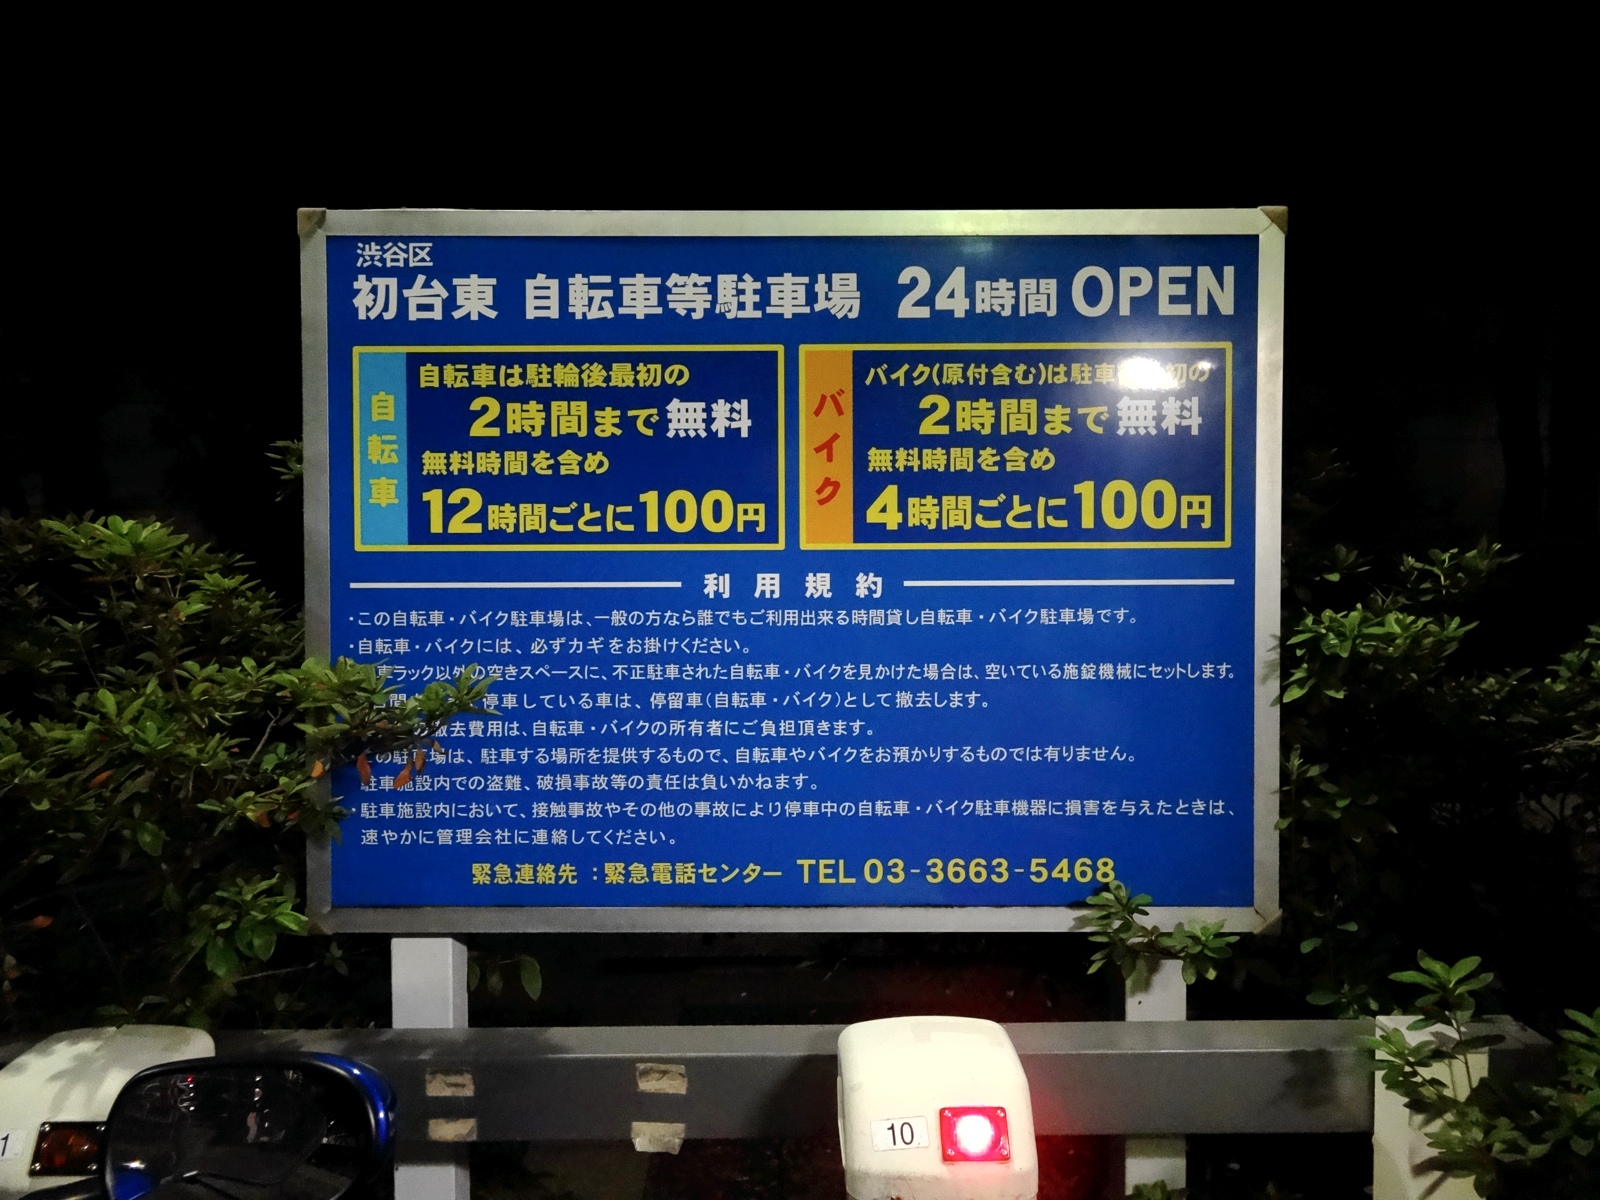 渋谷区
初台東 自転車等駐車場 24時間 OPEN
自転車
自転車は駐輪後最初の
2時間まで無料
無料時間を含め
12時間ごとに100円
バイク
バイク(原付含む)は駐車 初の
2時間まで無料
無料時間を含め
4時間ごとに100円
利用規約
・この自転車・バイク駐車場は、一般の方なら誰でもご利用出来る時間貸し自転車・バイク駐車場です。
・自転車・バイクには、必ずカギをお掛けください。
車ラック以外の空きスペースに、不正駐車された自転車・バイクを見かけた場合は、空いている施錠機械にセットします。
停車している車は、停留車(自転車・バイク)として撤去します。
の撤去費用は、自転車・バイクの所有者にご負担頂きます。
この駐車場は、駐車する場所を提供するもので、自転車やバイクをお預かりするものでは有りません。
駐車施設内での盗難、破損事故等の責任は負いかねます。
・駐車施設内において、接触事故やその他の事故により停車中の自転車・バイク駐車機器に損害を与えたときは、
速やかに管理会社に連絡してください。
緊急連絡先：緊急電話センター TEL 03-3663-5468
10